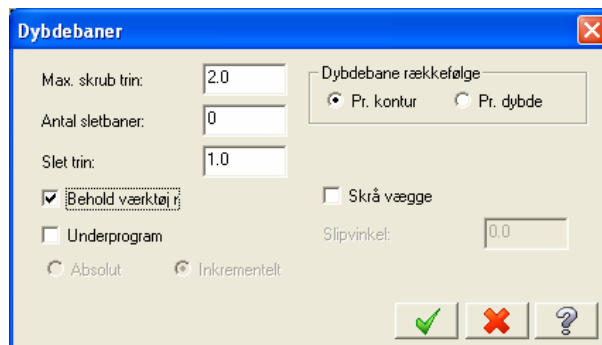 Dybdebaner
Max. skrub trin: 2.0
Dybdebane rækkefølge
Pr. kontur Pr. dybde
Antal sletbaner: 0
Slet trin: 1.0
Behold værktøj r
Skrå vægge
Underprogram
Slipvinkel: 0.0
Absolut Inkrementelt